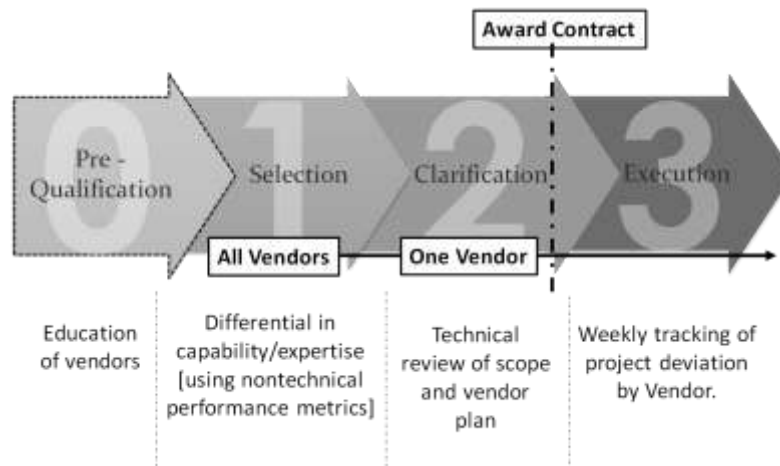 Award Contract
0
1
2
3
Pre -
Qualification
Selection
Clarification
Execution
All Vendors
One Vendor
Education
of vendors
Differential in
capability/expertise
[using nontechnical
performance metrics]
Technical
review of scope
and vendor
plan
Weekly tracking of
project deviation
by Vendor.